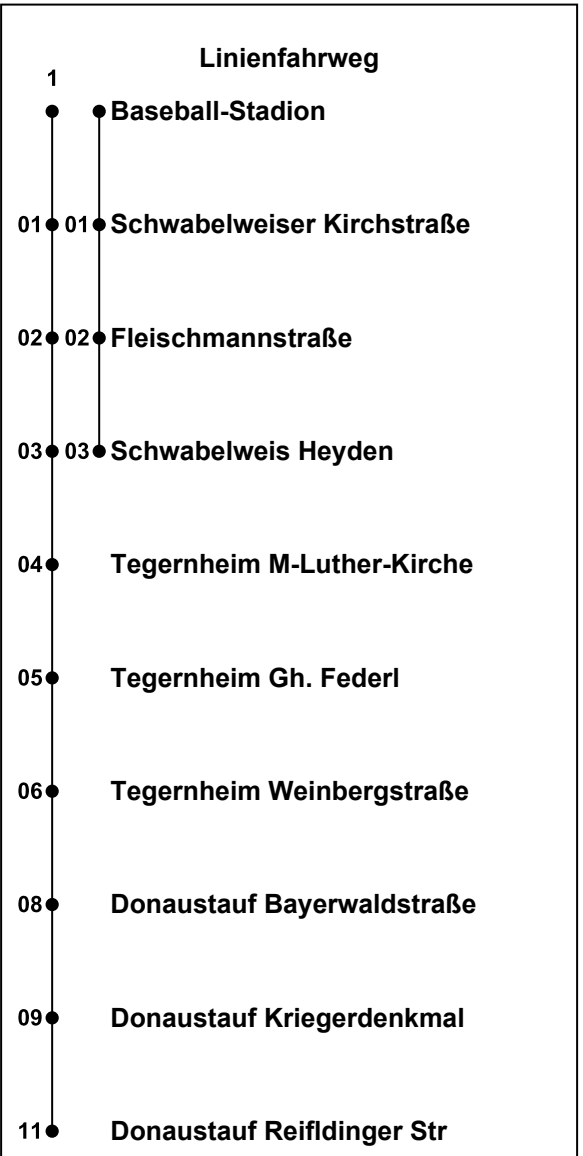 Linienfahrweg
1
Baseball-Stadion
01 01 Schwabelweiser Kirchstraße
02 02 Fleischmannstraße
03 03 Schwabelweis Heyden
04 Tegernheim M-Luther-Kirche
05 Tegernheim Gh. Federl
06 Tegernheim Weinbergstraße
08 Donaustauf Bayerwaldstraße
09 Donaustauf Kriegerdenkmal
11 Donaustauf Reifldinger Str